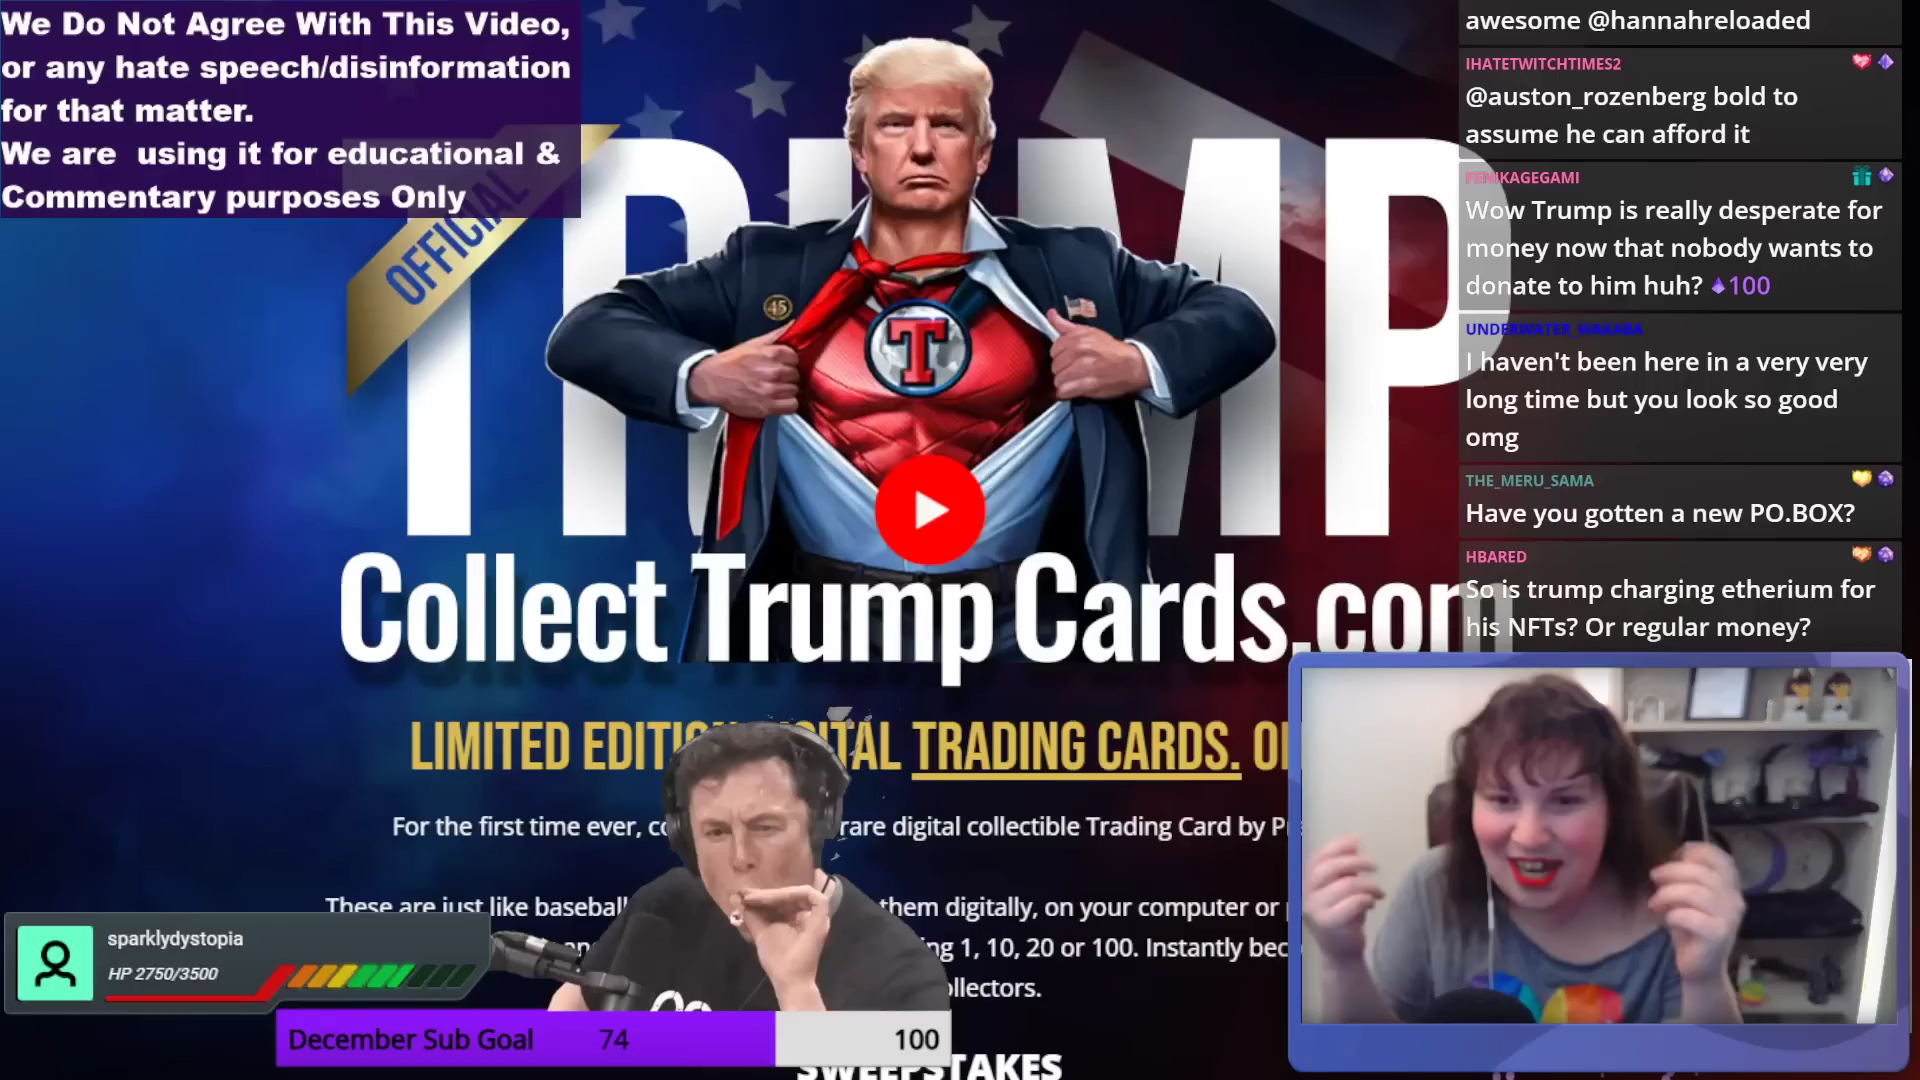 We Do Not Agree With This Video,
or any hate speech/disinformation
for that matter.
We are using it for educational &
Commentary purposes Only
OFFICIAL
TRUMP
45
T
Collect Trump Cards.com
LIMITED EDITION DIGITAL TRADING CARDS.
For the first time ever,
rare digital collectible Trading Card by
These are just like baseball
them digitally, on your computer or
1, 10, 20 or 100. Instantly
SWEEPSTAKES
sparklydystopia
HP 2750/3500
December Sub Goal 74 100
awesome @hannahreloaded
IHATETWITCHTIMES2
@auston_rozenberg bold to
assume he can afford it
FENIKAGEGAMI
Wow Trump is really desperate for
money now that nobody wants to
donate to him huh? 100
UNDERWATER_WAKABA
I haven't been here in a very very
long time but you look so good
omg
THE_MERU_SAMA
Have you gotten a new PO.BOX?
HBARED
So is trump charging etherium for
his NFTs? Or regular money?